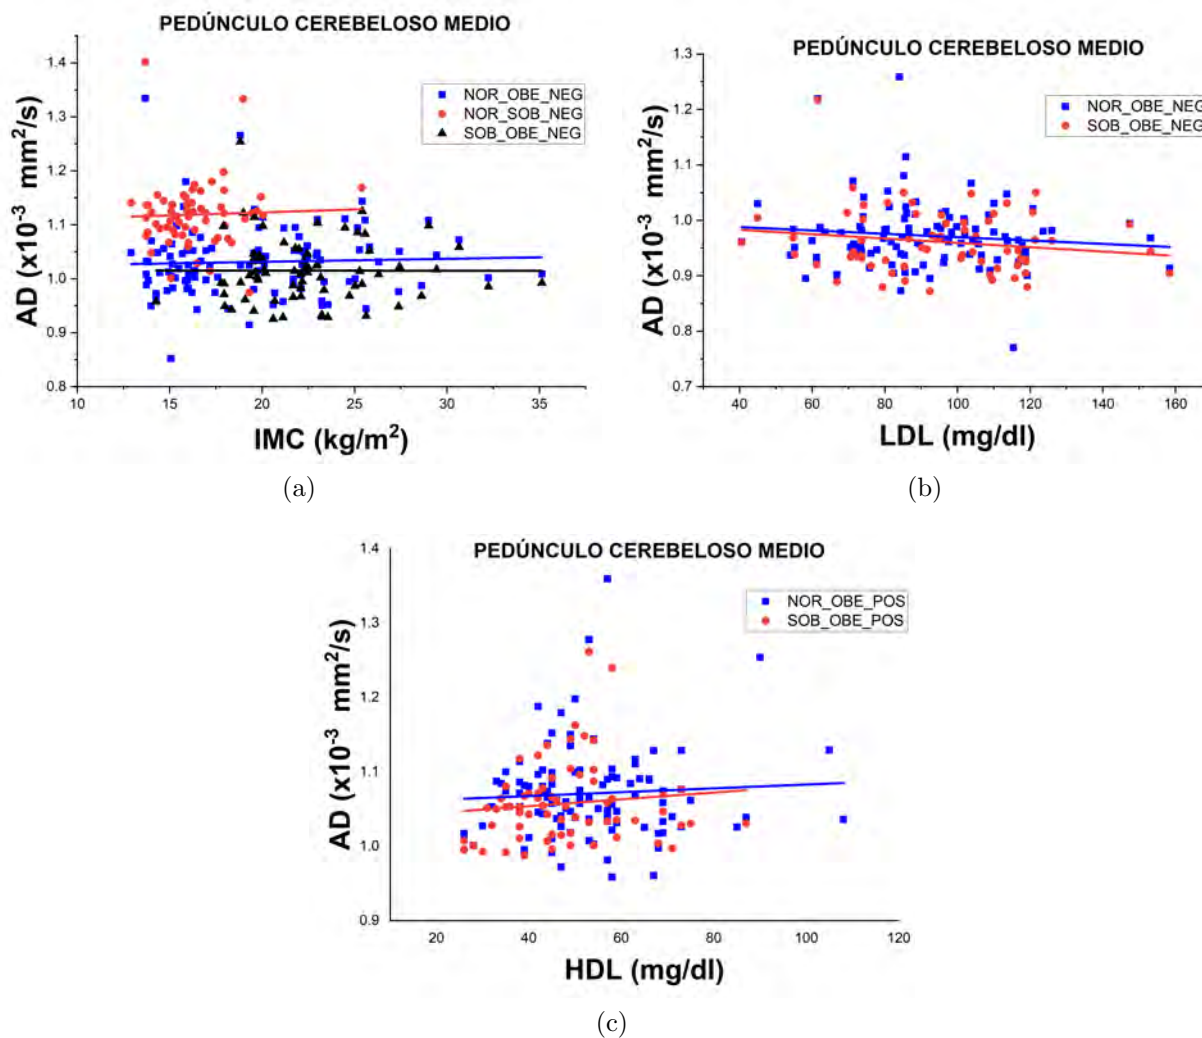 PEDÚNCULO CEREBELOSO MEDIO
1.4
1.3
1.2
1.1
1.0
0.9
0.8
AD (x10⁻³ mm²/s)
NOR_OBE_NEG
NOR_SOB_NEG
SOB_OBE_NEG
10 15 20 25 30 35
IMC (kg/m²)
(a)
PEDÚNCULO CEREBELOSO MEDIO
1.3
1.2
1.1
1.0
0.9
0.8
0.7
AD (x10⁻³ mm²/s)
NOR_OBE_NEG
SOB_OBE_NEG
40 60 80 100 120 140 160
LDL (mg/dl)
(b)
PEDÚNCULO CEREBELOSO MEDIO
1.4
1.3
1.2
1.1
1.0
0.9
AD (x10⁻³ mm²/s)
NOR_OBE_POS
SOB_OBE_POS
20 40 60 80 100 120
HDL (mg/dl)
(c)